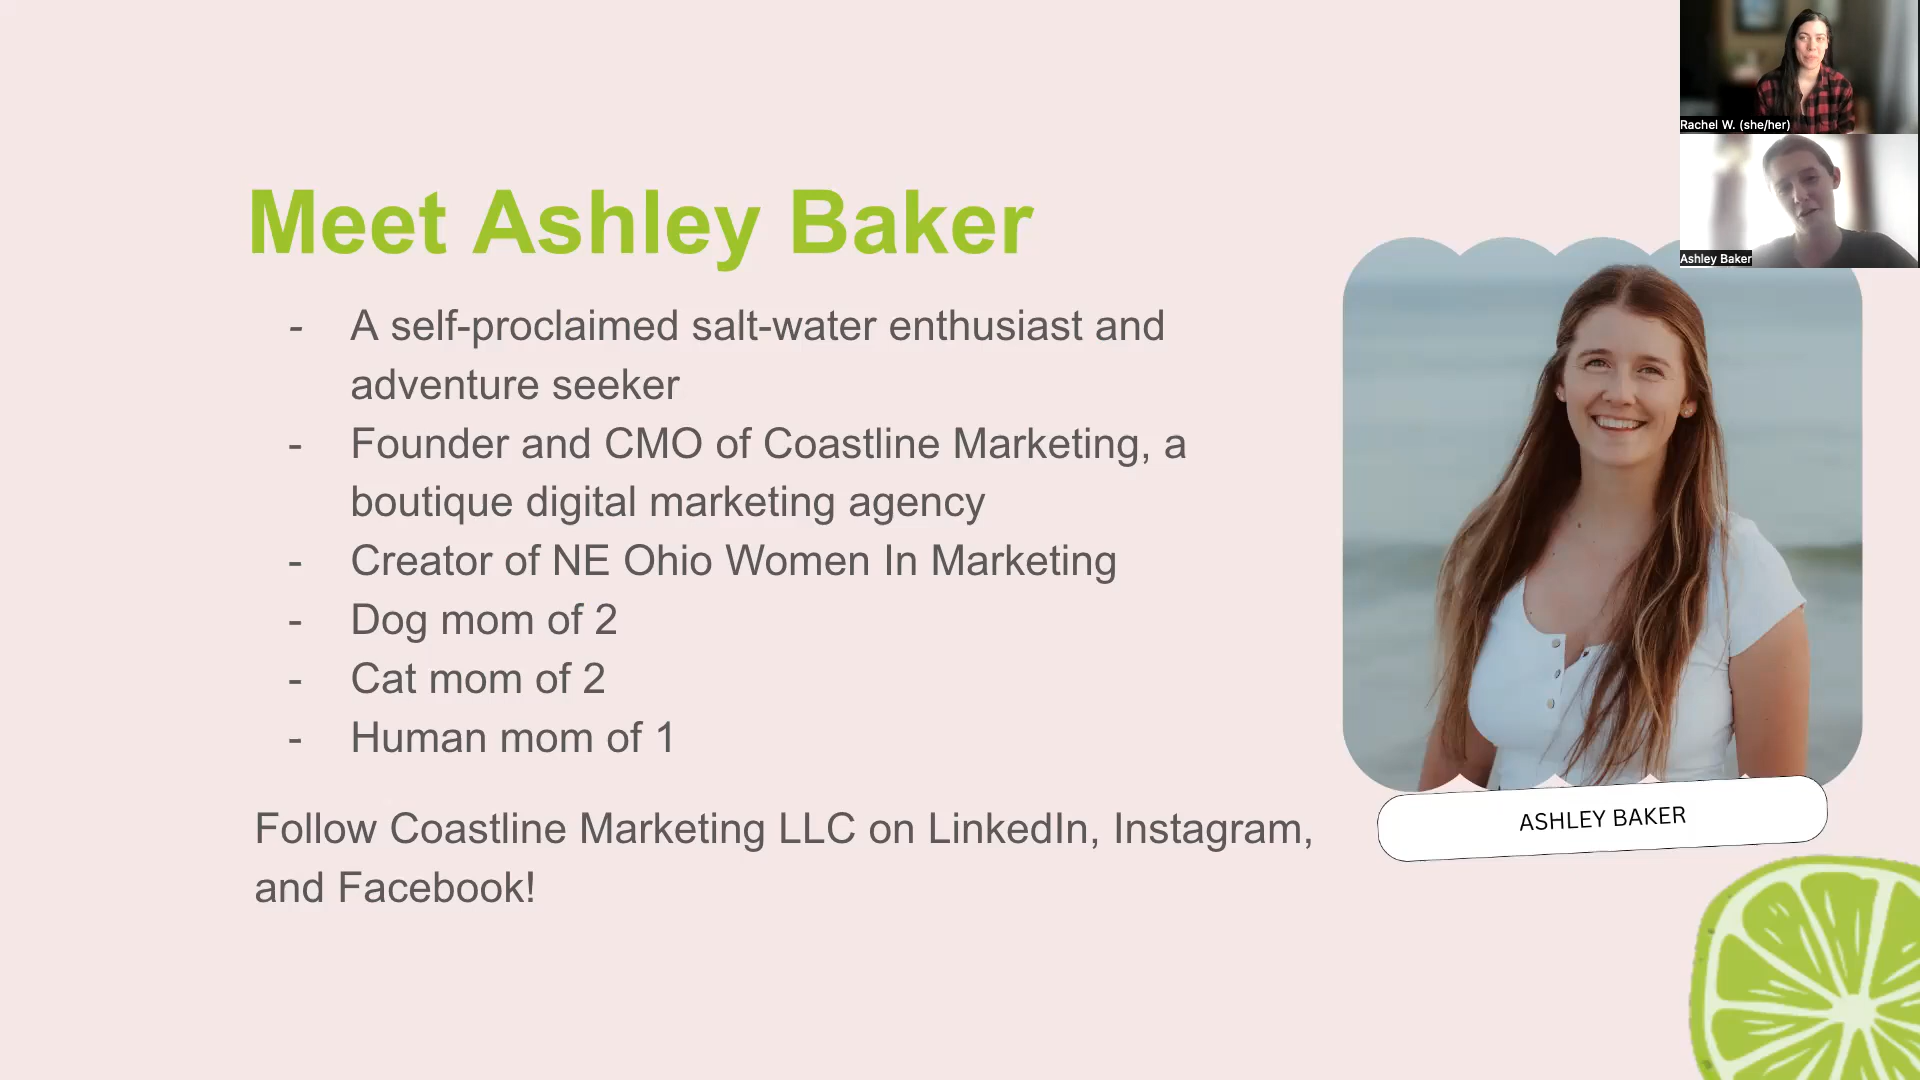 Rachel W. (she/her)
Ashley Baker
Meet Ashley Baker
- A self-proclaimed salt-water enthusiast and
adventure seeker
- Founder and CMO of Coastline Marketing, a
boutique digital marketing agency
- Creator of NE Ohio Women In Marketing
- Dog mom of 2
- Cat mom of 2
- Human mom of 1
Follow Coastline Marketing LLC on LinkedIn, Instagram,
and Facebook!
ASHLEY BAKER